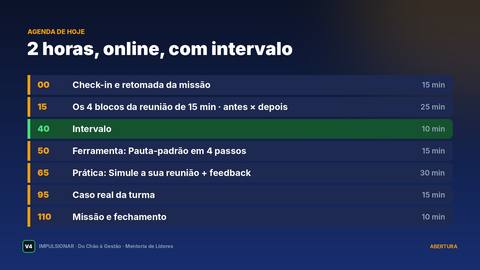 AGENDA DE HOJE
2 horas, online, com intervalo
00 Check-in e retomada da missão 15 min
15 Os 4 blocos da reunião de 15 min · antes × depois 25 min
40 Intervalo 10 min
50 Ferramenta: Pauta-padrão em 4 passos 15 min
65 Prática: Simule a sua reunião + feedback 30 min
95 Caso real da turma 15 min
110 Missão e fechamento 10 min
V4 IMPULSIONAR · Do Chão à Gestão · Mentoria de Líderes ABERTURA